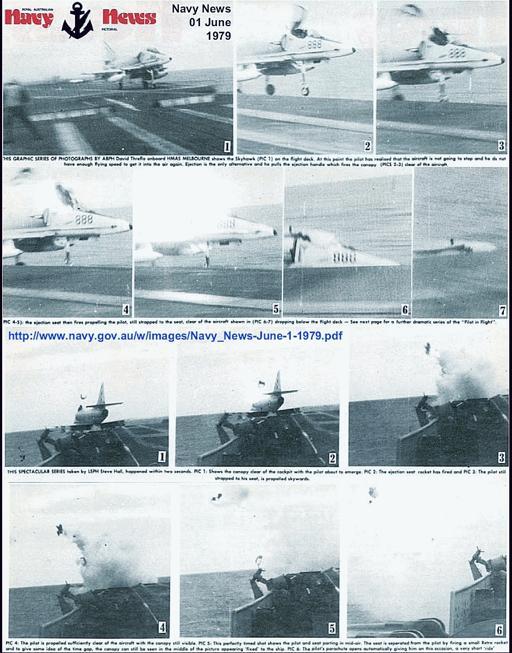 ROYAL AUSTRALIAN
Navy News
PICTORIAL
Navy News
01 June
1979
888
888
1
2
3
THIS GRAPHIC SERIES OF PHOTOGRAPHS BY ABPH David Threlfo onboard HMAS MELBOURNE shows the Skyhawk (PIC 1) on the flight deck. At this point the pilot has realised that the aircraft is not going to stop and he do not
have enough flying speed to get it into the air again. Ejection is the only alternative and he pulls the ejection handle which fires the canopy (PICS 2-3) clear of the aircraft.
888
888
888
4
5
6
7
PIC 4-5): the ejection seat then fires propelling the pilot, still strapped to the seat, clear of the aircraft shown in (PIC 6-7) dropping below the flight deck — See next page for a further dramatic series of the "Pilot in Flight".
http://www.navy.gov.au/w/images/Navy_News-June-1-1979.pdf
1
2
3
THIS SPECTACULAR SERIES taken by LSPH Steve Hall, happened within two seconds. PIC 1: Shows the canopy clear of the cockpit with the pilot about to emerge. PIC 2: The ejection seat rocket has fired and PIC 3: The pilot still
strapped to his seat, is propelled skywards.
4
5
6
PIC 4: The pilot is propelled sufficiently clear of the aircraft with the canopy still visible. PIC 5: This perfectly timed shot shows the pilot and seat parting in mid-air. The seat is seperated from the pilot by firing a small Retro rocket
and to give some idea of the time gap, the canopy can still be seen in the middle of the picture appearing 'fixed' to the ship. PIC 6: The pilot's parachute opens automatically giving him on this occasion, a very short 'ride'